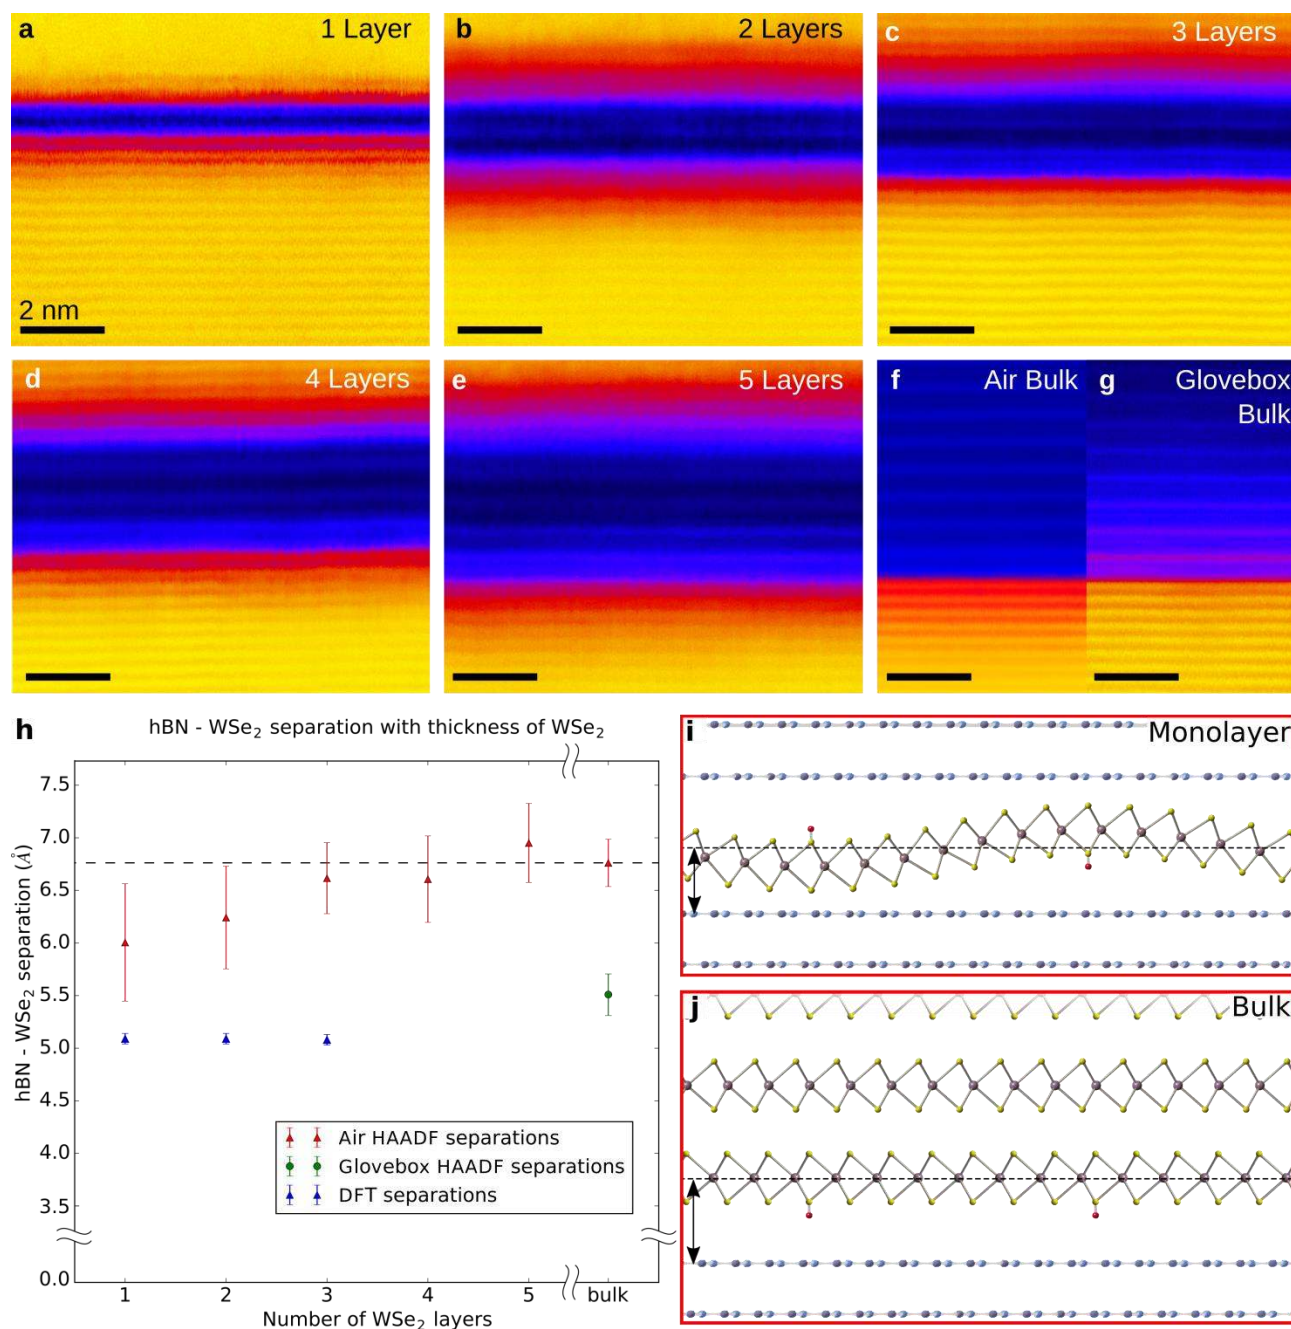 a 1 Layer
b 2 Layers
c 3 Layers
2 nm
d 4 Layers
e 5 Layers
f Air Bulk
g Glovebox
Bulk
h hBN - WSe₂ separation with thickness of WSe₂
hBN - WSe₂ separation (Å)
7.5
7.0
6.5
6.0
5.5
5.0
4.5
4.0
3.5
0.0
Air HAADF separations
Glovebox HAADF separations
DFT separations
1 2 3 4 5 bulk
Number of WSe₂ layers
i Monolayer
j Bulk